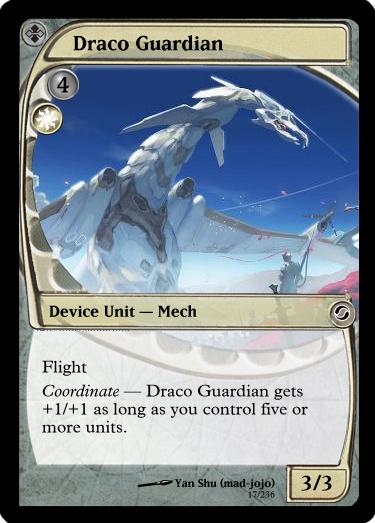 Draco Guardian
4
Device Unit — Mech
Flight
Coordinate — Draco Guardian gets
+1/+1 as long as you control five or
more units.
Yan Shu (mad-jojo)
17/236
3/3